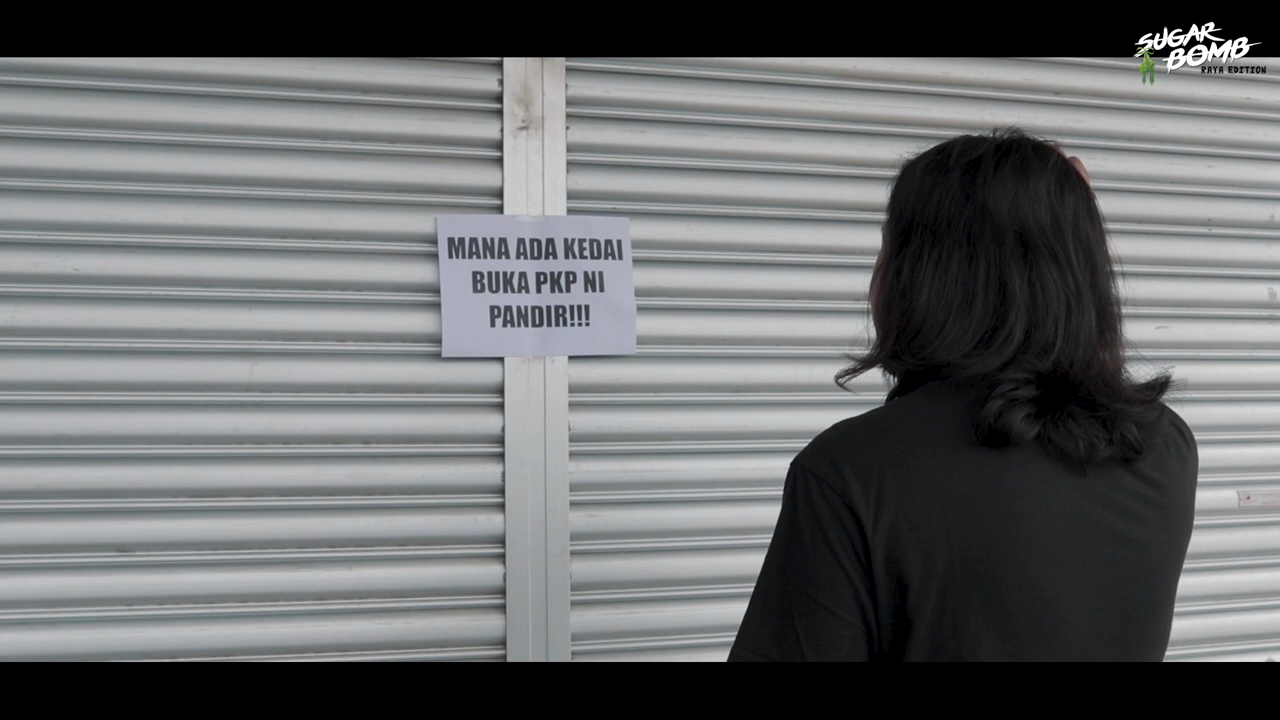 SUGAR
BOMB
RAYA EDITION
MANA ADA KEDAI
BUKA PKP NI
PANDIR!!!